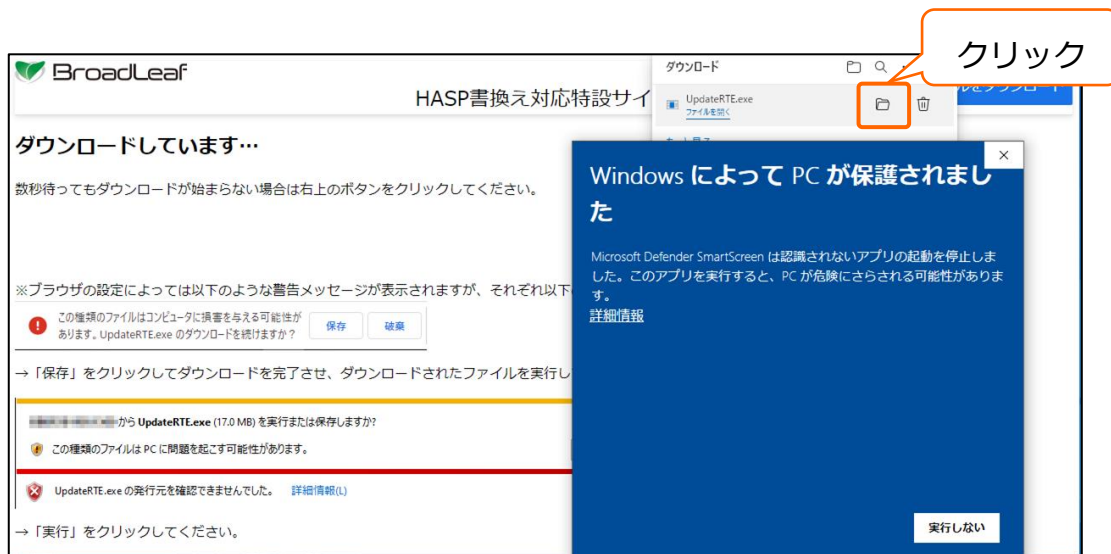 クリック
BroadLeaf
HASP書換え対応特設サイ
ダウンロード
UpdateRTE.exe
ファイルを開く
ダウンロードしています…
数秒待ってもダウンロードが始まらない場合は右上のボタンをクリックしてください。
※ブラウザの設定によっては以下のような警告メッセージが表示されますが、それぞれ以下
この種類のファイルはコンピュータに損害を与える可能性が
あります。UpdateRTE.exe のダウンロードを続けますか？
保存
破棄
→「保存」をクリックしてダウンロードを完了させ、ダウンロードされたファイルを実行し
から UpdateRTE.exe (17.0 MB) を実行または保存しますか?
この種類のファイルは PC に問題を起こす可能性があります。
UpdateRTE.exe の発行元を確認できませんでした。 詳細情報(L)
→「実行」をクリックしてください。
Windows によって PC が保護されまし
た
Microsoft Defender SmartScreen は認識されないアプリの起動を停止しま
した。このアプリを実行すると、PC が危険にさらされる可能性がありま
す。
詳細情報
実行しない